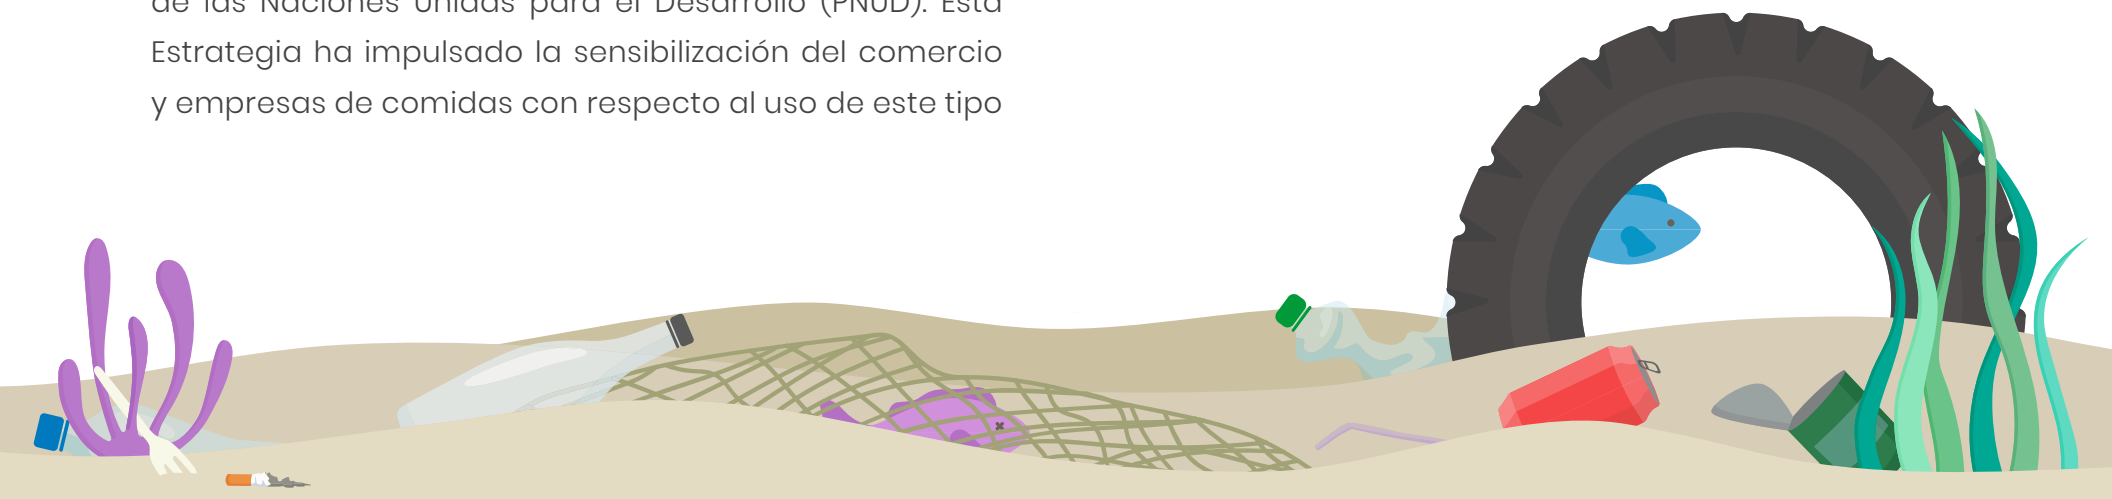 de las Naciones Unidas para el Desarrollo (PNUD). Esta
Estrategia ha impulsado la sensibilización del comercio
y empresas de comidas con respecto al uso de este tipo